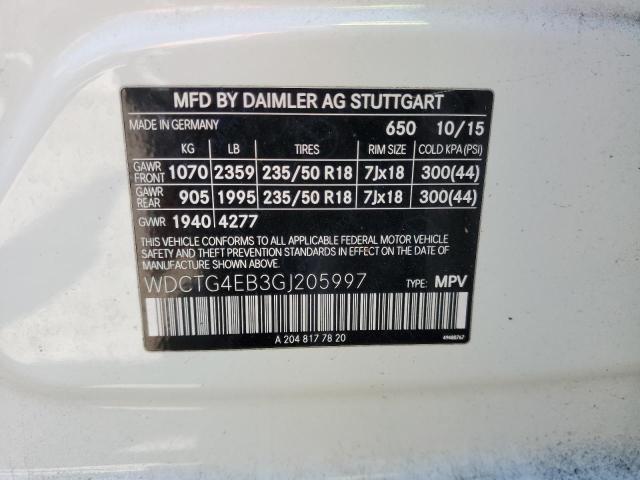 MFD BY DAIMLER AG STUTTGART
MADE IN GERMANY 650 10/15
KG LB TIRES RIM SIZE COLD KPA (PSI)
GAWR FRONT 1070 2359 235/50 R18 7Jx18 300(44)
GAWR REAR 905 1995 235/50 R18 7Jx18 300(44)
GVWR 1940 4277
THIS VEHICLE CONFORMS TO ALL APPLICABLE FEDERAL MOTOR VEHICLE
SAFETY AND THEFT PREVENTION STANDARDS IN EFFECT ON THE DATE
OF MANUFACTURE SHOWN ABOVE.
WDCTG4EB3GJ205997 TYPE: MPV
A 204 817 78 20 49488767